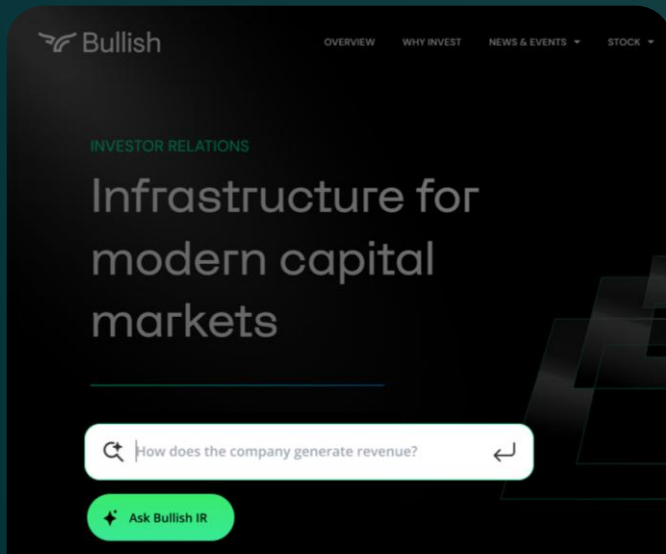 Bullish
OVERVIEW WHY INVEST NEWS & EVENTS STOCK
INVESTOR RELATIONS
Infrastructure for
modern capital
markets
How does the company generate revenue?
Ask Bullish IR